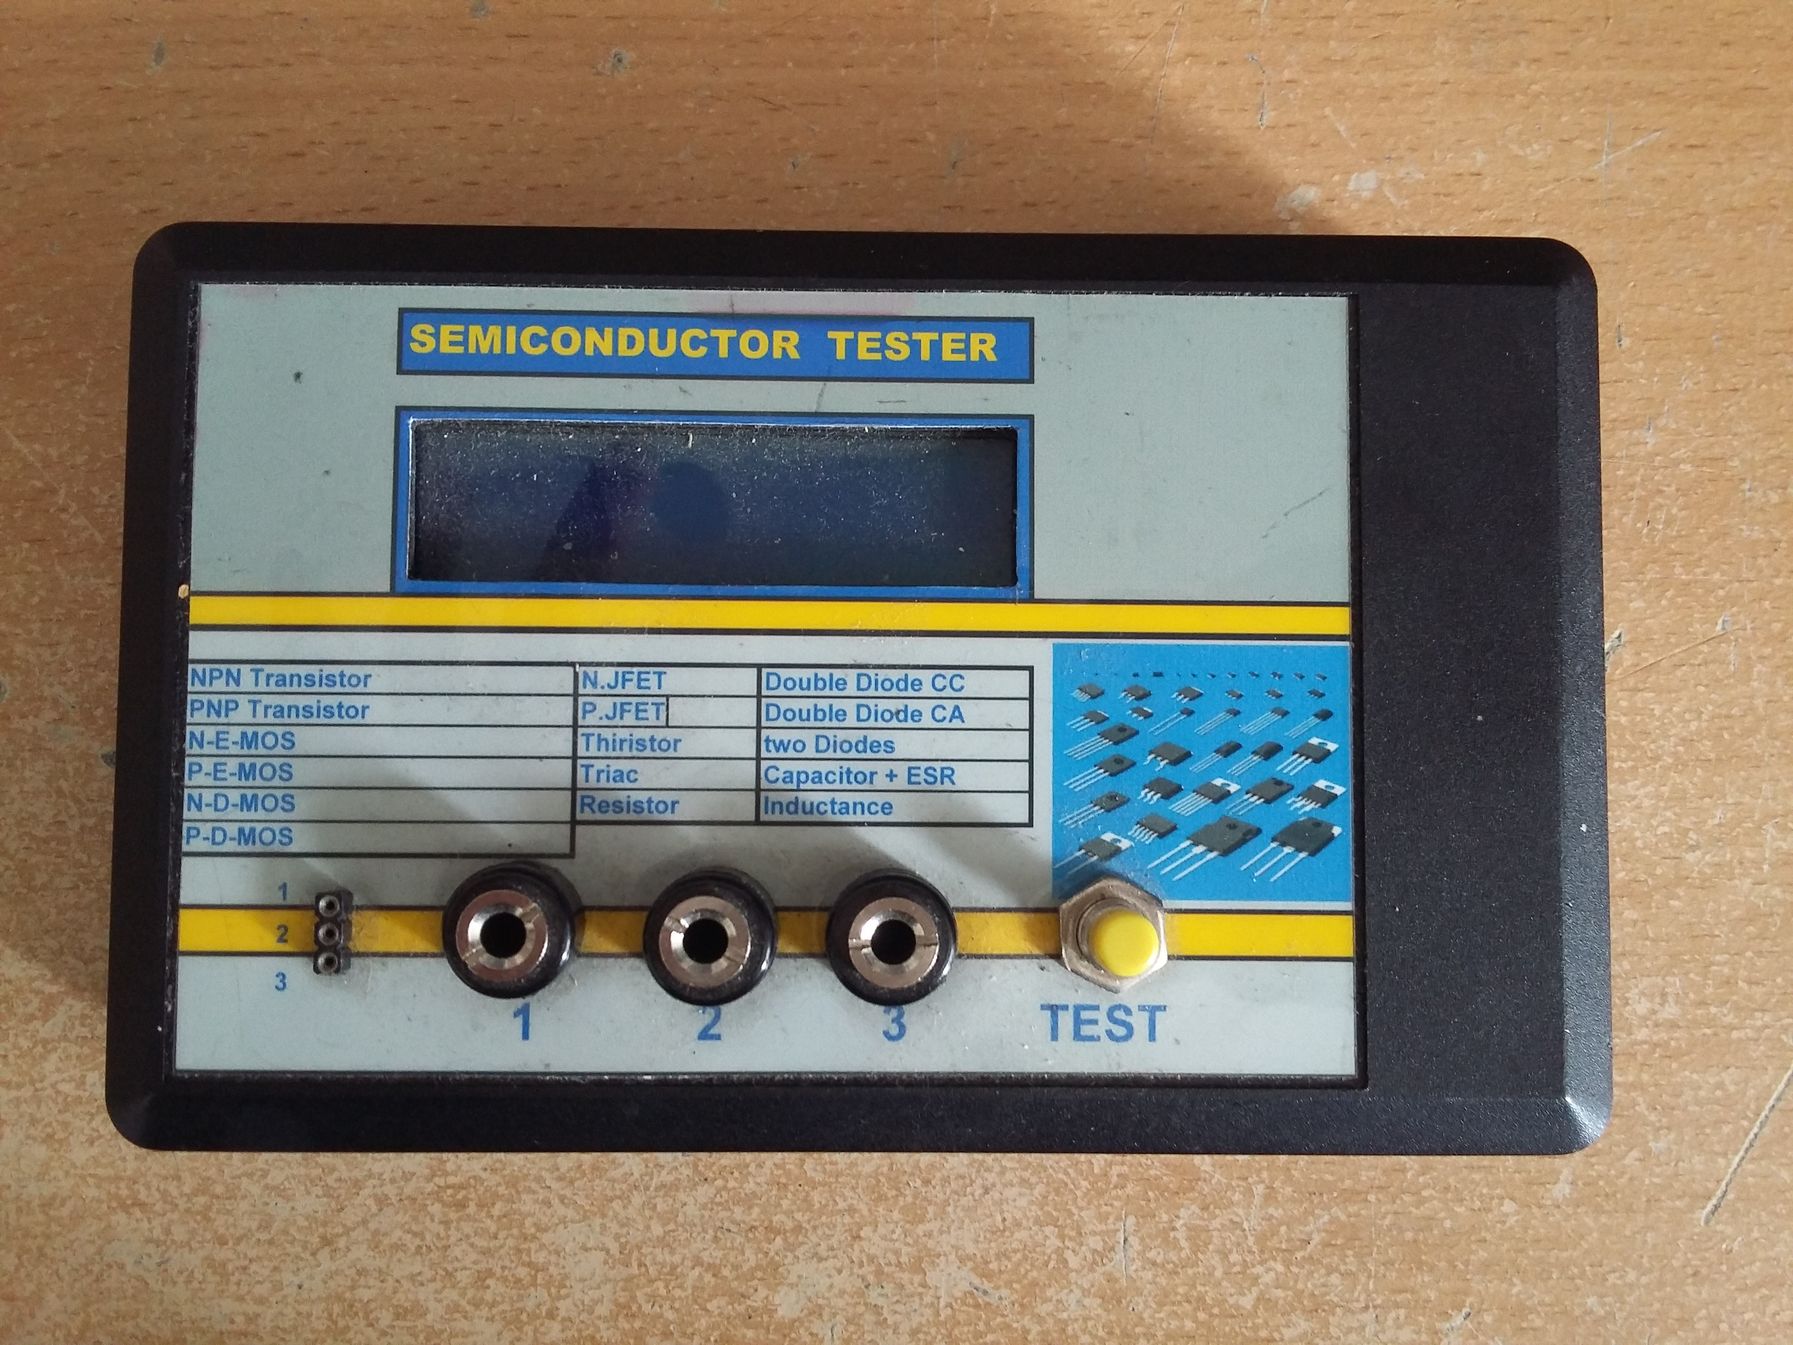 SEMICONDUCTOR TESTER
NPN Transistor
PNP Transistor
N-E-MOS
P-E-MOS
N-D-MOS
P-D-MOS
N.JFET
P.JFET
Thiristor
Triac
Resistor
Double Diode CC
Double Diode CA
two Diodes
Capacitor + ESR
Inductance
1
2
3
1 2 3 TEST